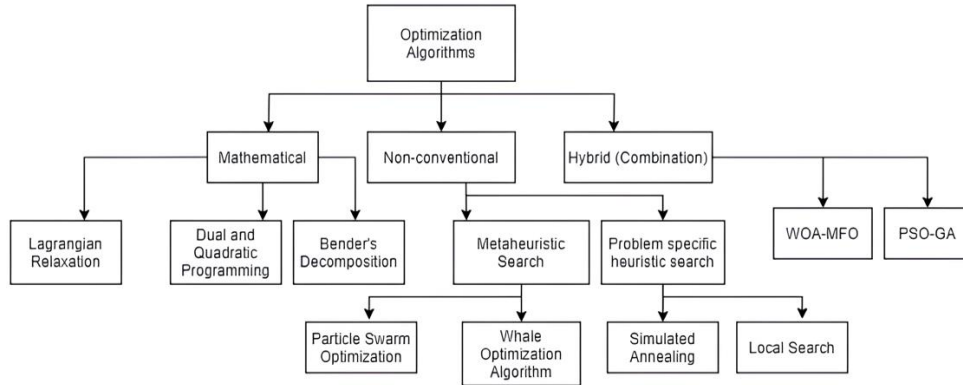 Optimization
Algorithms
Mathematical
Non-conventional
Hybrid (Combination)
Lagrangian
Relaxation
Dual and
Quadratic
Programming
Bender's
Decomposition
Metaheuristic
Search
Problem specific
heuristic search
WOA-MFO
PSO-GA
Particle Swarm
Optimization
Whale
Optimization
Algorithm
Simulated
Annealing
Local Search